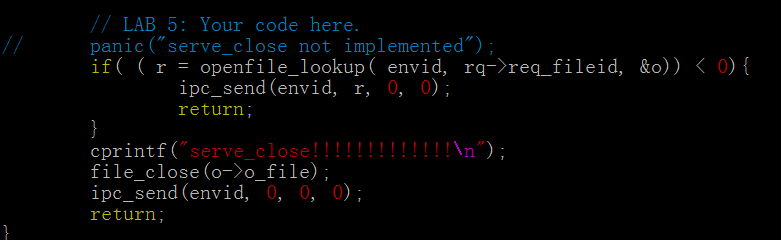 // LAB 5: Your code here.
// panic("serve_close not implemented");
if( ( r = openfile_lookup( envid, rq->req_fileid, &o)) < 0){
ipc_send(envid, r, 0, 0);
return;
}
cprintf("serve_close!!!!!!!!!!!!!\n");
file_close(o->o_file);
ipc_send(envid, 0, 0, 0);
return;
}